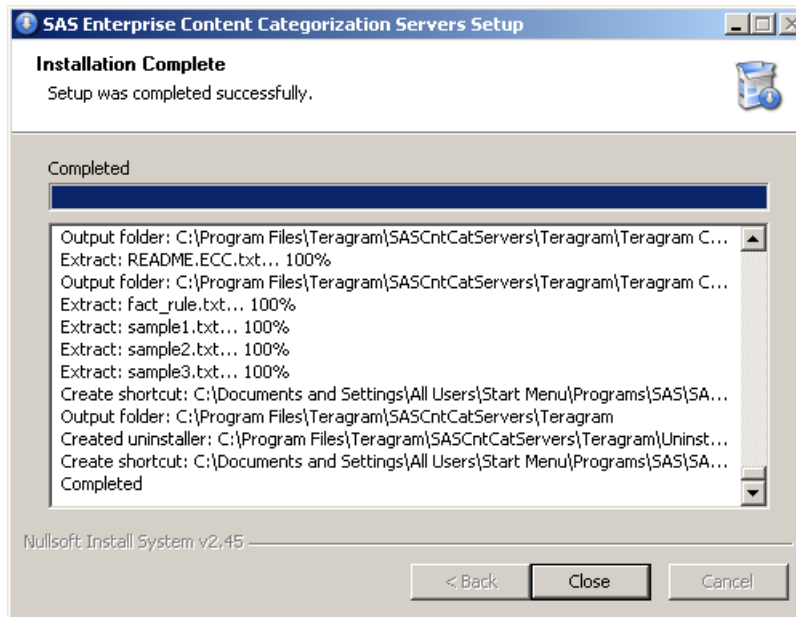 SAS Enterprise Content Categorization Servers Setup
Installation Complete
Setup was completed successfully.
Completed
Output folder: C:\Program Files\Teragram\SASCntCatServers\Teragram\Teragram C...
Extract: README.ECC.txt... 100%
Output folder: C:\Program Files\Teragram\SASCntCatServers\Teragram\Teragram C...
Extract: fact_rule.txt... 100%
Extract: sample1.txt... 100%
Extract: sample2.txt... 100%
Extract: sample3.txt... 100%
Create shortcut: C:\Documents and Settings\All Users\Start Menu\Programs\SAS\SA...
Output folder: C:\Program Files\Teragram\SASCntCatServers\Teragram
Created uninstaller: C:\Program Files\Teragram\SASCntCatServers\Teragram\Uninst...
Create shortcut: C:\Documents and Settings\All Users\Start Menu\Programs\SAS\SA...
Completed
Nullsoft Install System v2.45
< Back Close Cancel